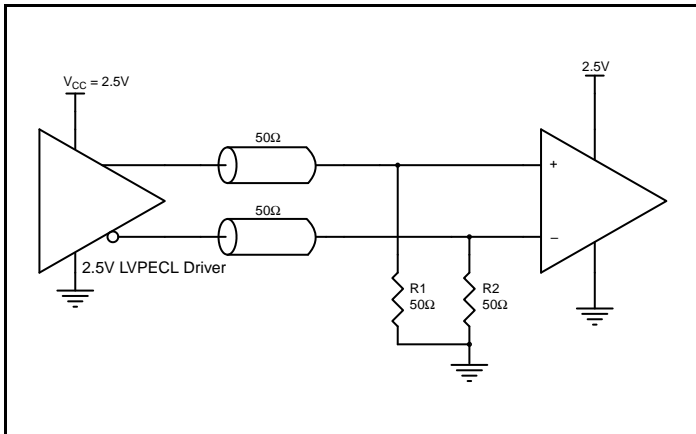 V_CC = 2.5V
2.5V
50Ω
50Ω
+
–
2.5V LVPECL Driver
R1
50Ω
R2
50Ω